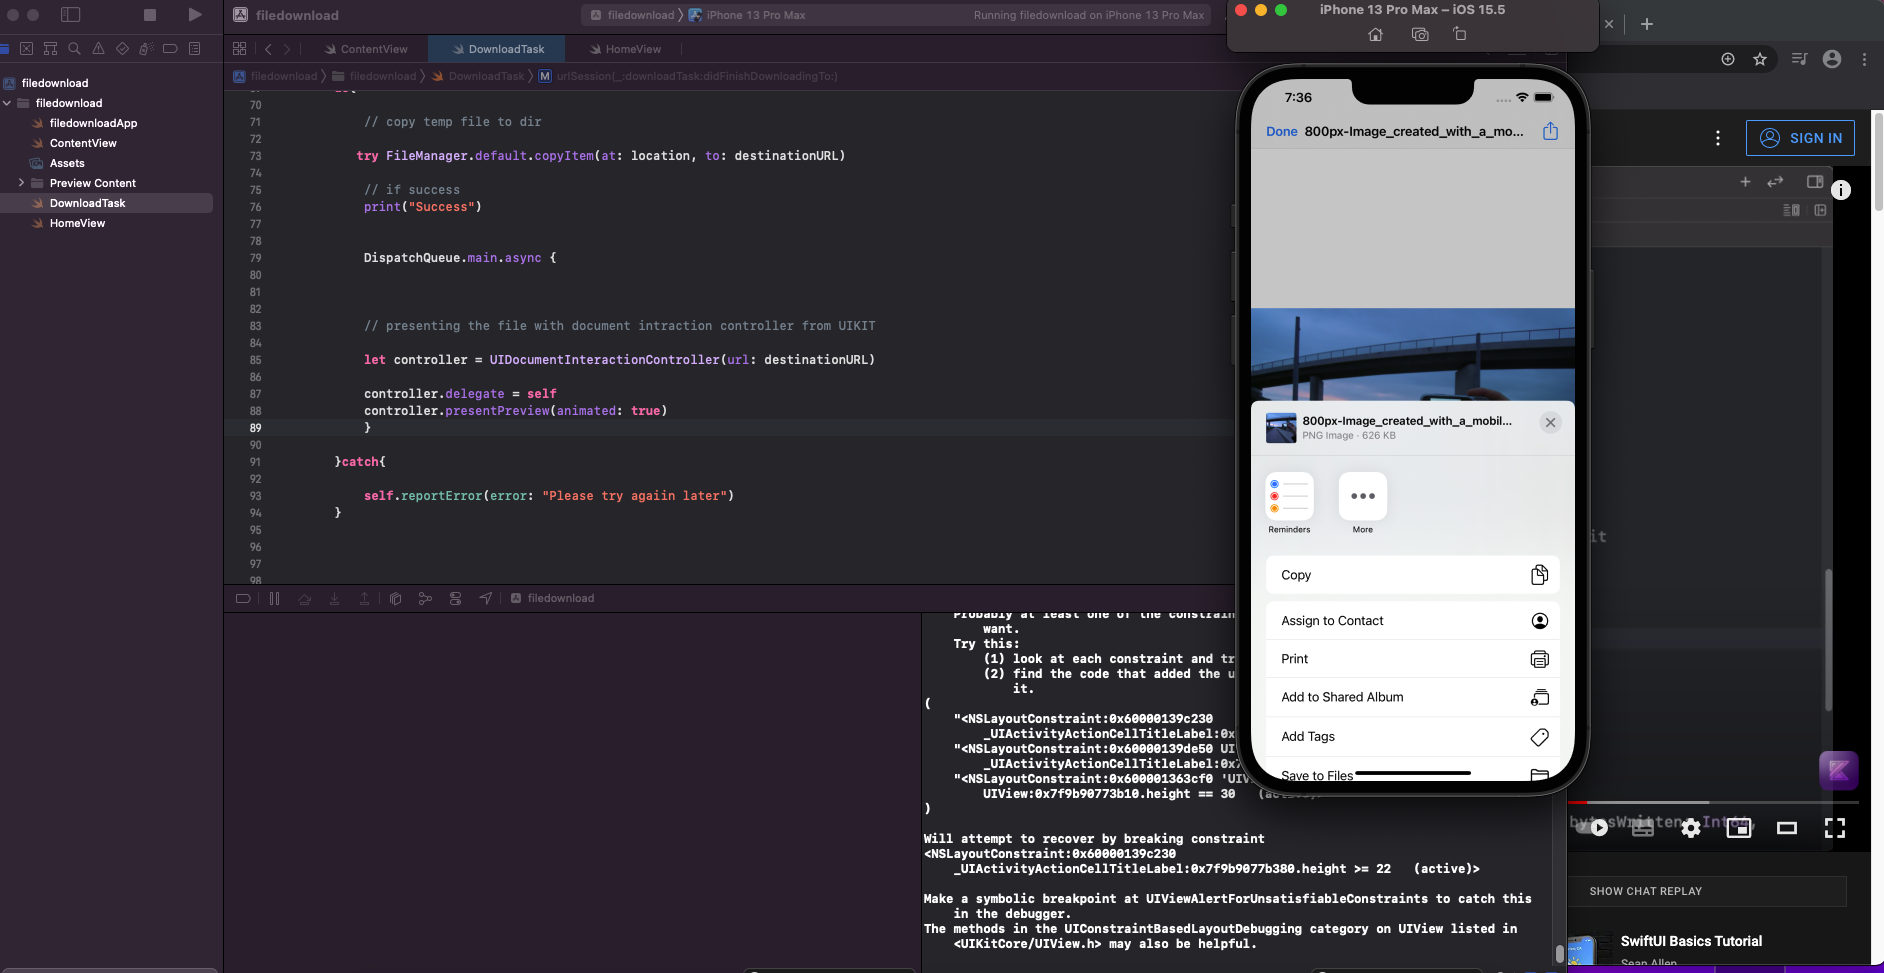 filedownload
filedownload
iPhone 13 Pro Max
Running filedownload on iPhone 13 Pro Max
ContentView
DownloadTask
HomeView
filedownload
filedownload
DownloadTask
M
urlSession(_:downloadTask:didFinishDownloadingTo:)
filedownload
filedownload
filedownloadApp
ContentView
Assets
Preview Content
DownloadTask
HomeView
70
71 // copy temp file to dir
72
73 try FileManager.default.copyItem(at: location, to: destinationURL)
74
75 // if success
76 print("Success")
77
78
79 DispatchQueue.main.async {
80
81
82
83 // presenting the file with document intraction controller from UIKIT
84
85 let controller = UIDocumentInteractionController(url: destinationURL)
86
87 controller.delegate = self
88 controller.presentPreview(animated: true)
89 }
90
91 }catch{
92
93 self.reportError(error: "Please try agaiin later")
94 }
95
96
97
98
filedownload
Probably at least one of the constrain
want.
Try this:
(1) look at each constraint and tr
(2) find the code that added the u
it.
(
"<NSLayoutConstraint:0x60000139c230
_UIActivityActionCellTitleLabel:0x
"<NSLayoutConstraint:0x60000139de50 UI
_UIActivityActionCellTitleLabel:0x7
"<NSLayoutConstraint:0x600001363cf0 'UIV
UIView:0x7f9b90773b10.height == 30 (active)>
)
Will attempt to recover by breaking constraint
<NSLayoutConstraint:0x60000139c230
_UIActivityActionCellTitleLabel:0x7f9b9077b380.height >= 22 (active)>
Make a symbolic breakpoint at UIViewAlertForUnsatisfiableConstraints to catch this
in the debugger.
The methods in the UIConstraintBasedLayoutDebugging category on UIView listed in
<UIKitCore/UIView.h> may also be helpful.
iPhone 13 Pro Max – iOS 15.5
7:36
Done
800px-Image_created_with_a_mo...
800px-Image_created_with_a_mobil...
PNG Image · 626 KB
Reminders
More
Copy
Assign to Contact
Print
Add to Shared Album
Add Tags
Save to Files
SIGN IN
it
bytesWritten: Int64,
SHOW CHAT REPLAY
SwiftUI Basics Tutorial
Sean Allen